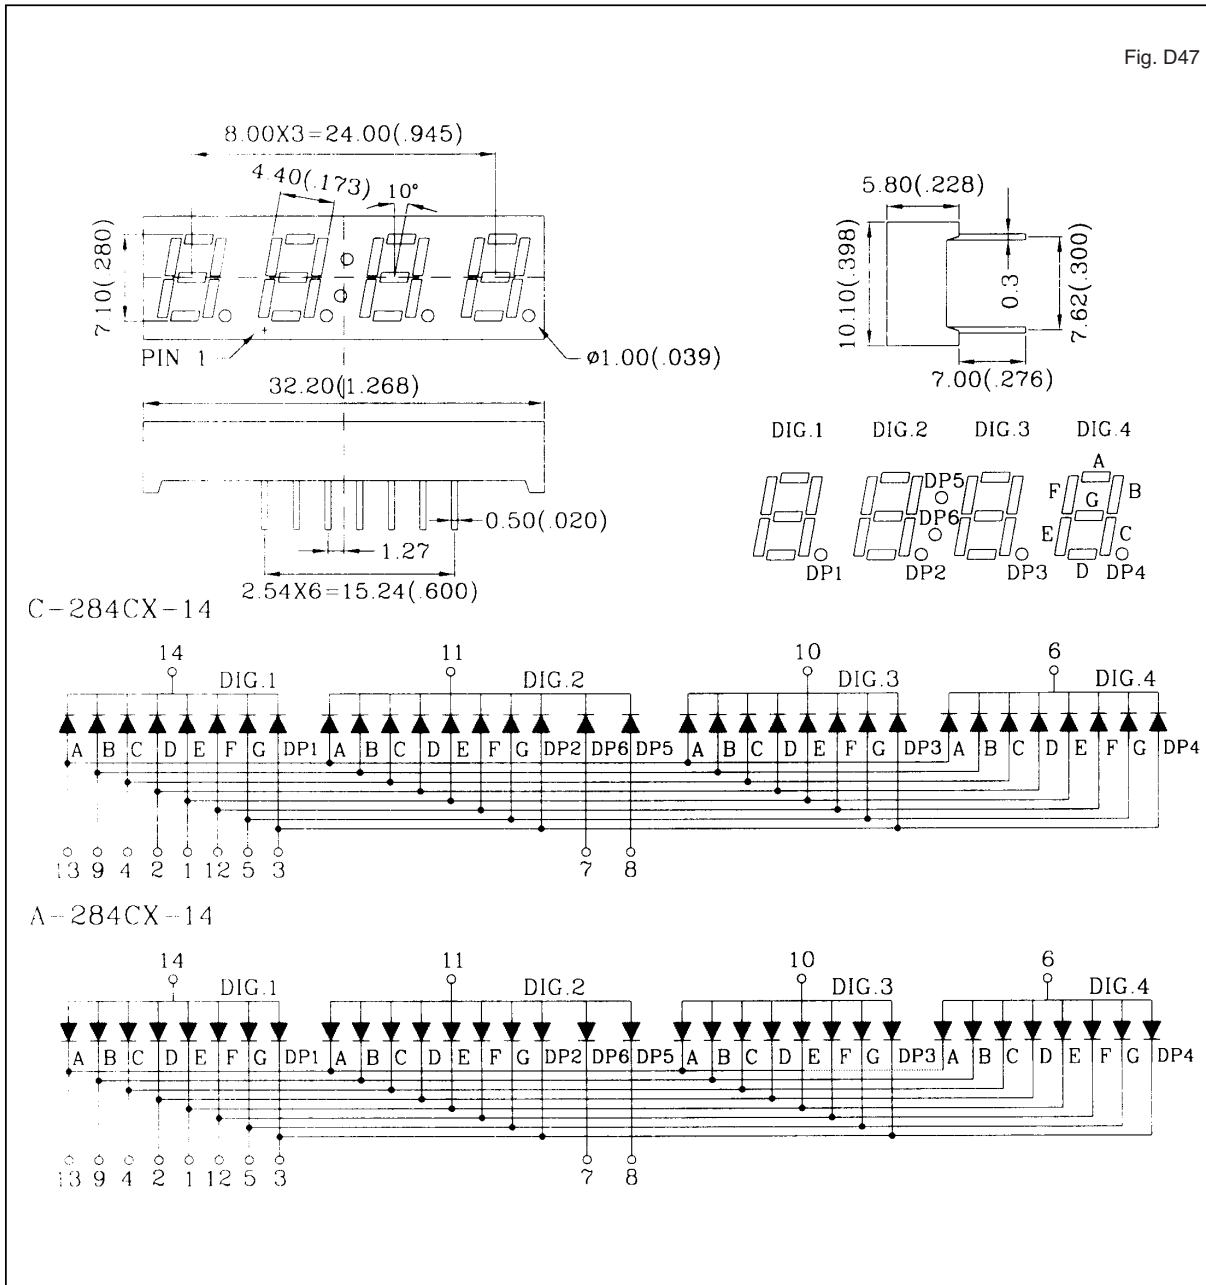 Fig. D47
8.00X3=24.00(.945)
4.40(.173)
10°
7.10(.280)
PIN 1
ø1.00(.039)
32.20(1.268)
0.50(.020)
1.27
2.54X6=15.24(.600)
5.80(.228)
10.10(.398)
0.3
7.62(.300)
7.00(.276)
DIG.1 DIG.2 DIG.3 DIG.4
A
F G B
E C
D
DP5
DP6
DP1 DP2 DP3 DP4
C-284CX-14
14 11 10 6
DIG.1 DIG.2 DIG.3 DIG.4
A B C D E F G DP1 A B C D E F G DP2 DP6 DP5 A B C D E F G DP3 A B C D E F G DP4
13 9 4 2 1 12 5 3 7 8
A-284CX-14
14 11 10 6
DIG.1 DIG.2 DIG.3 DIG.4
A B C D E F G DP1 A B C D E F G DP2 DP6 DP5 A B C D E F G DP3 A B C D E F G DP4
13 9 4 2 1 12 5 3 7 8